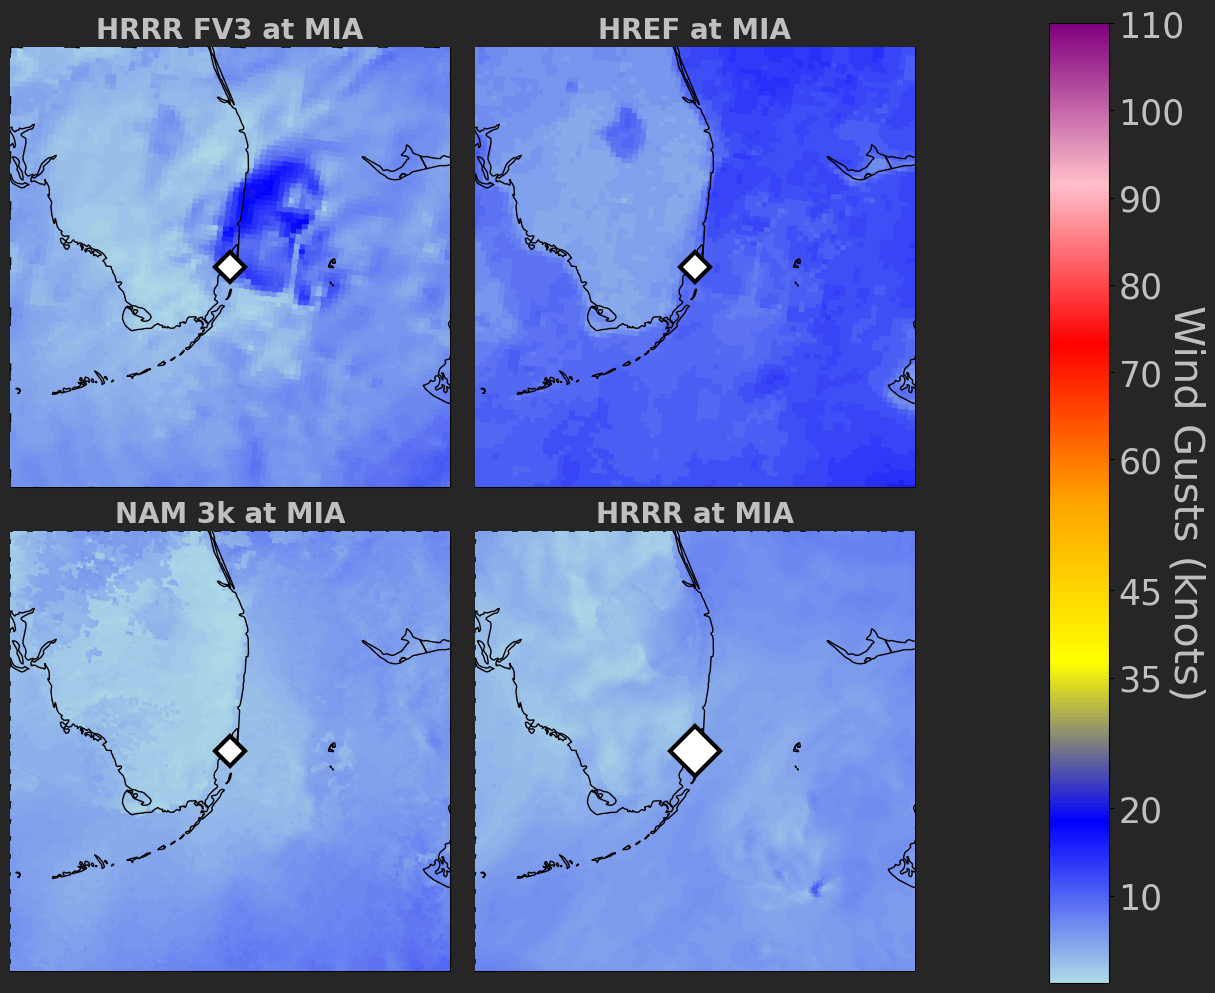 HRRR FV3 at MIA
HREF at MIA
NAM 3k at MIA
HRRR at MIA
110
100
90
80
70
60
45
35
20
10
Wind Gusts (knots)